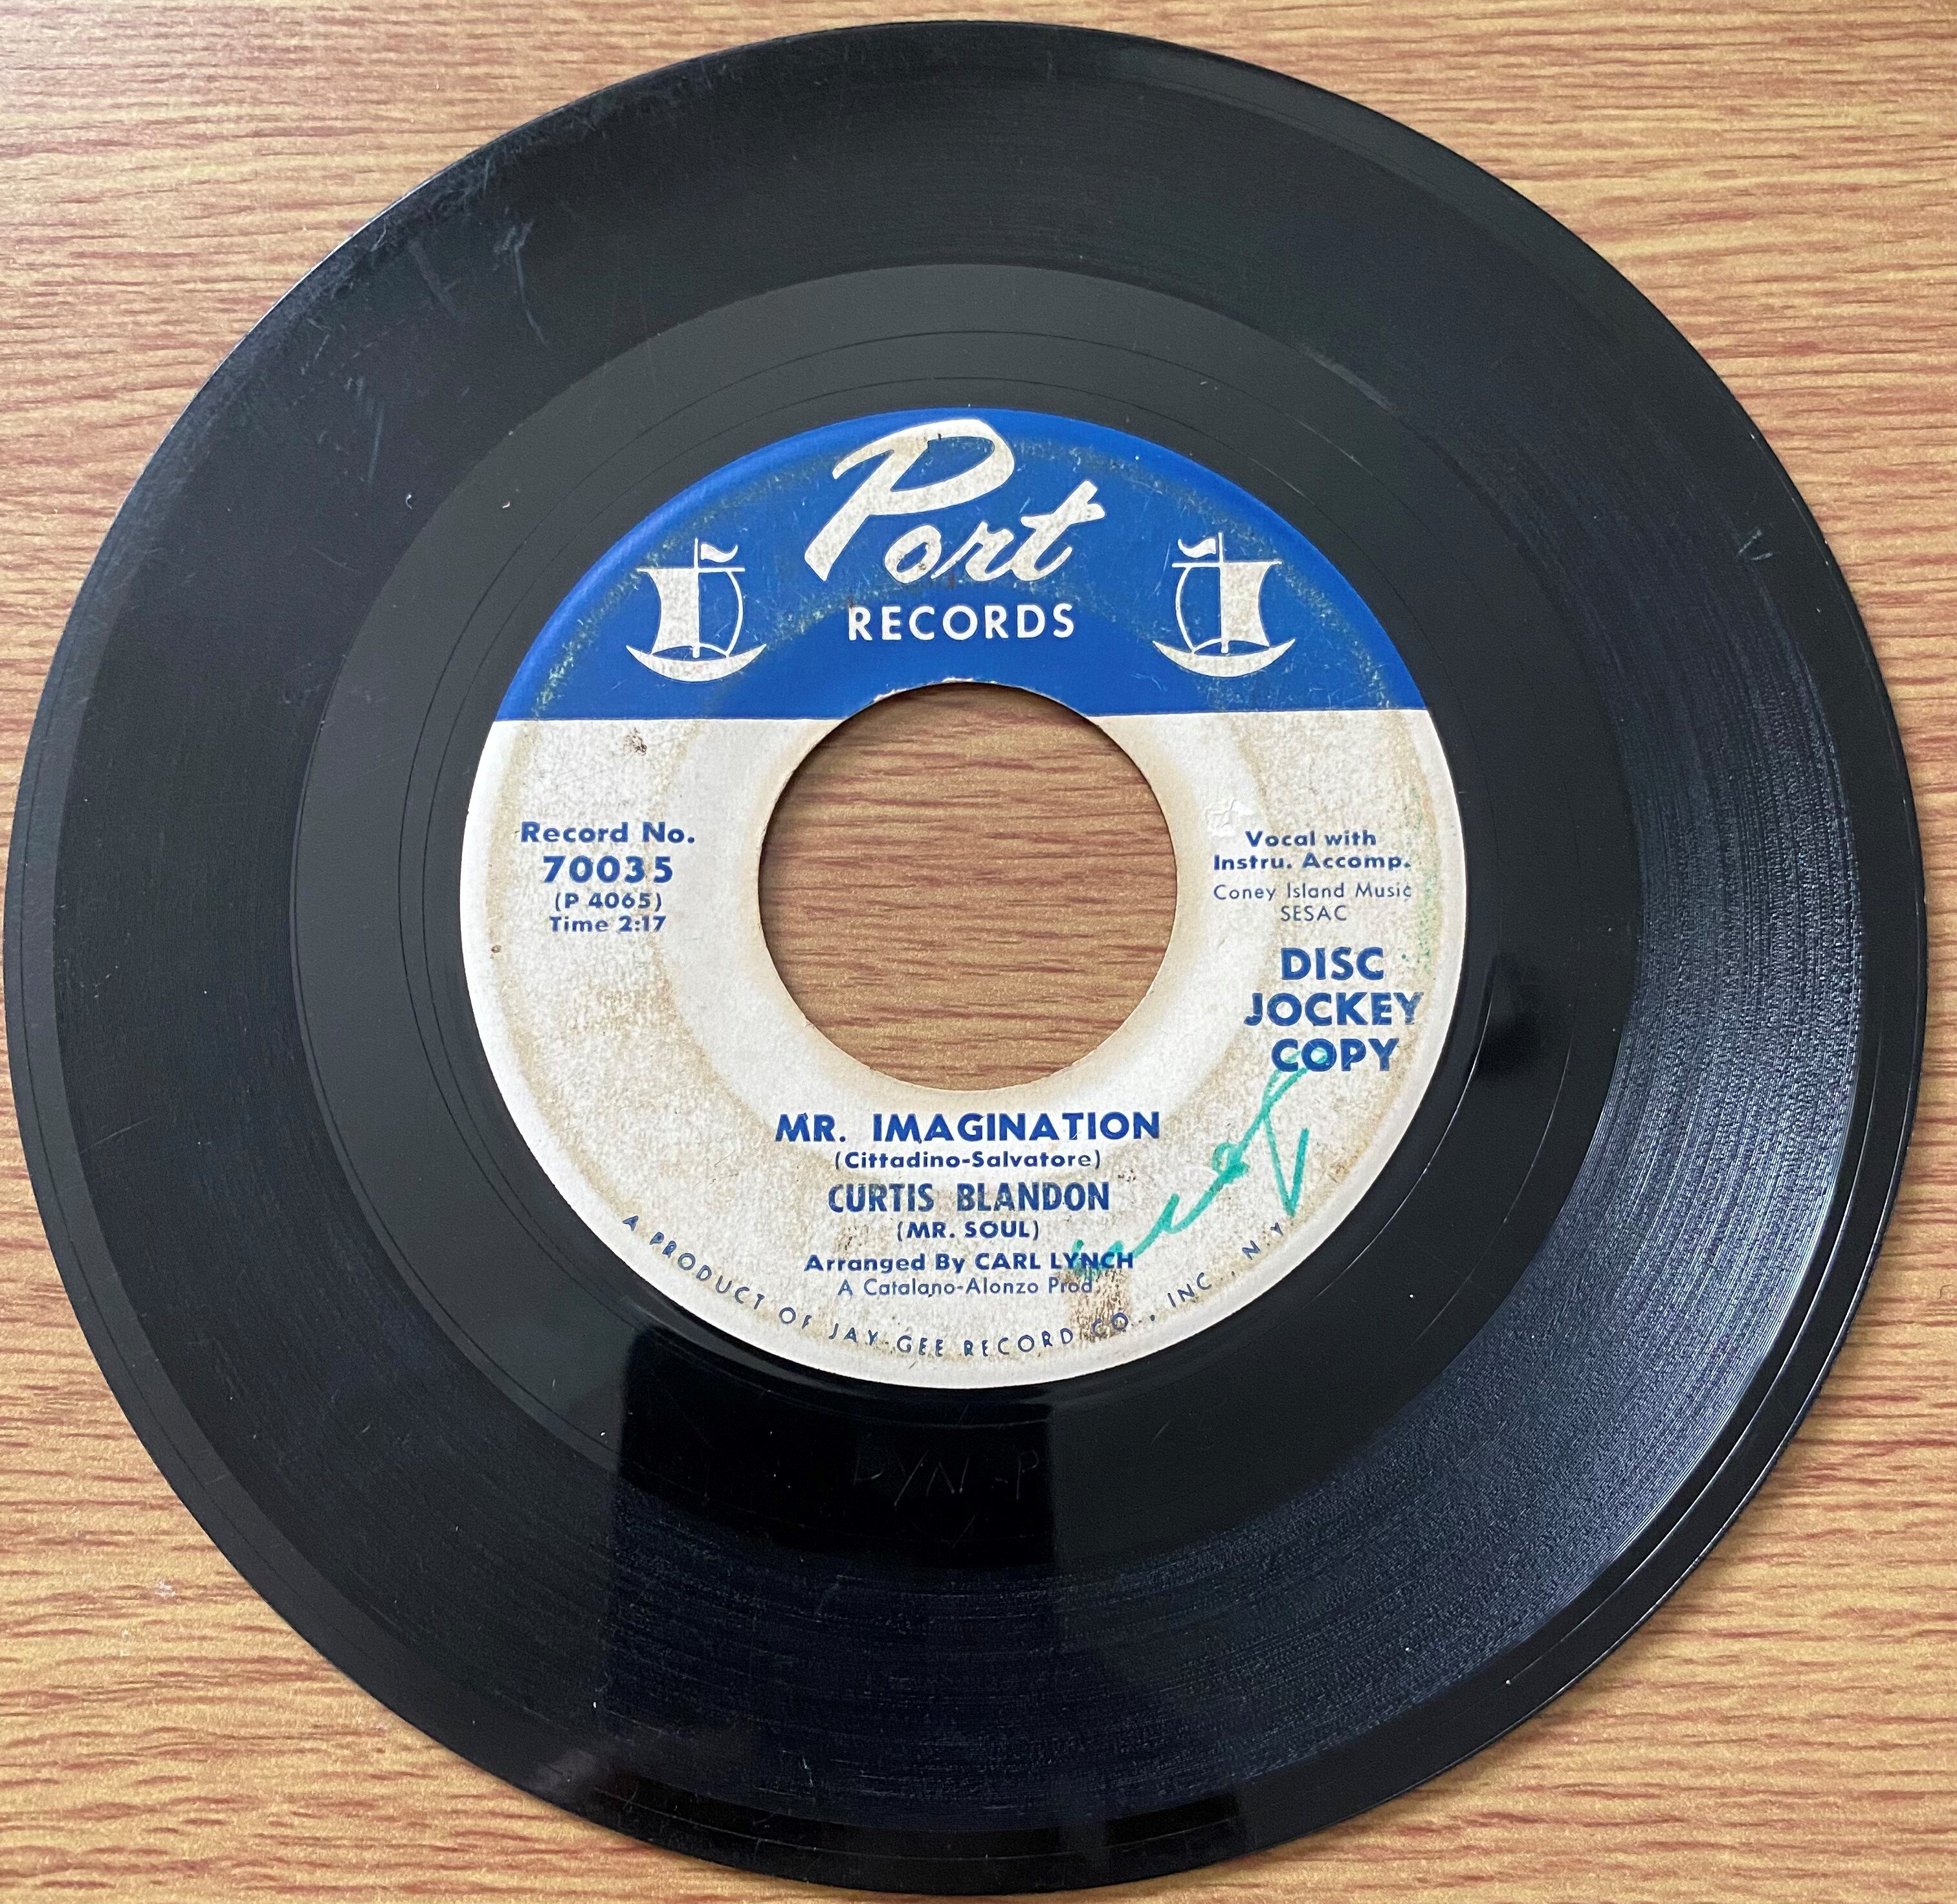 Port
RECORDS
Record No.
70035
(P 4065)
Time 2:17
Vocal with
Instru. Accomp.
Coney Island Music
SESAC
DISC
JOCKEY
COPY
MR. IMAGINATION
(Cittadino-Salvatore)
CURTIS BLANDON
(MR. SOUL)
Arranged By CARL LYNCH
A Catalano-Alonzo Prod.
A PRODUCT OF JAY-GEE RECORD CO., INC., N.Y.
DYN-P